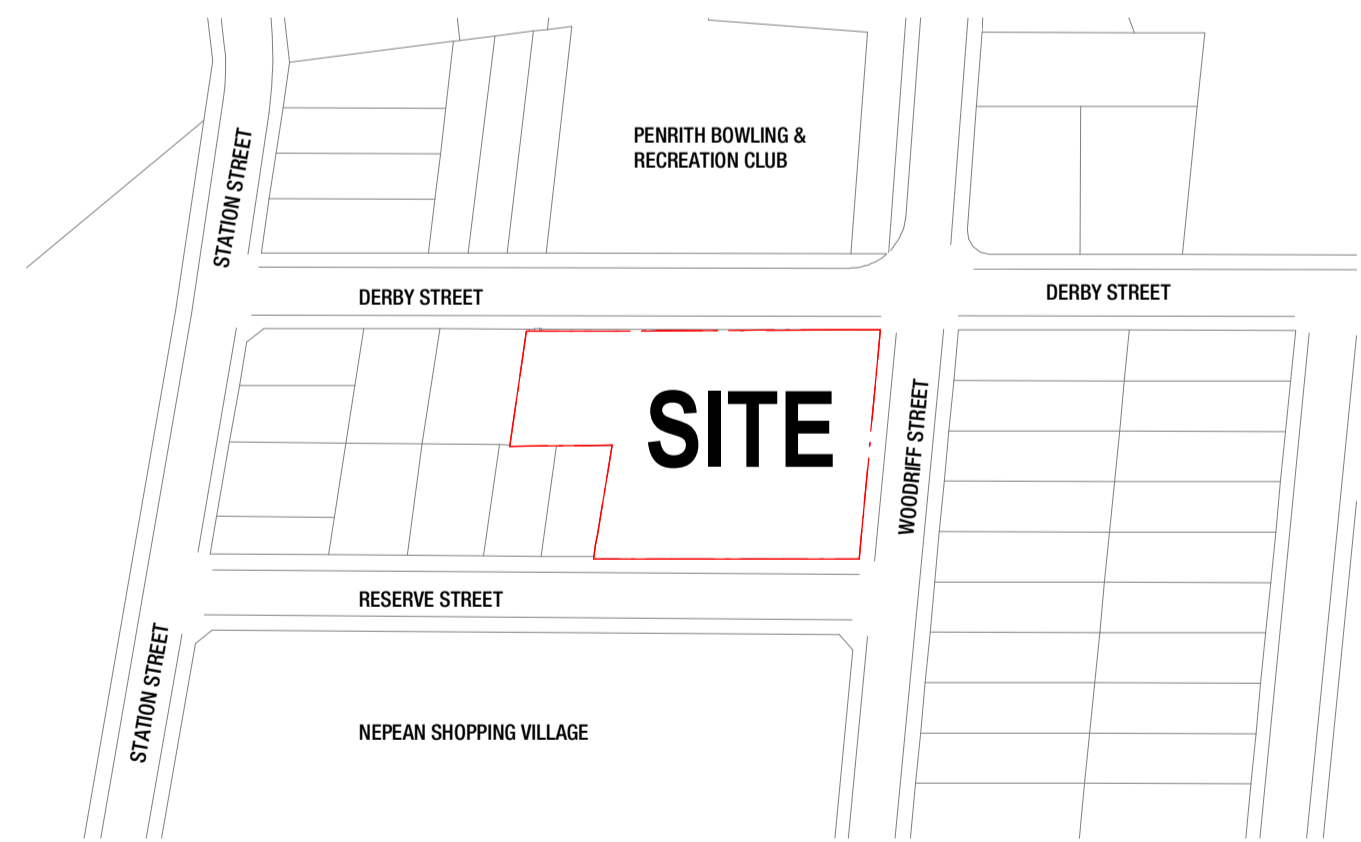 PENRITH BOWLING &
RECREATION CLUB
STATION STREET
DERBY STREET
DERBY STREET
SITE
WOODRIFF STREET
RESERVE STREET
STATION STREET
NEPEAN SHOPPING VILLAGE